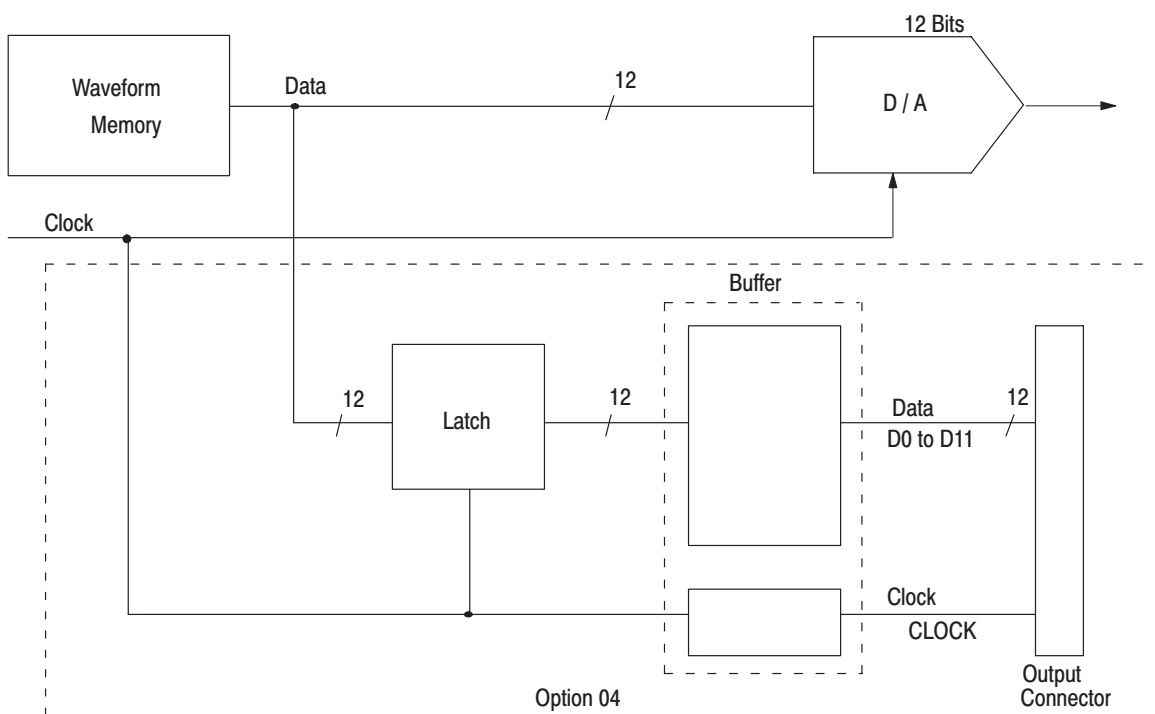 12 Bits
Waveform
Memory
Data
12
D / A
Clock
Buffer
12
Latch
12
Data
D0 to D11
12
Clock
CLOCK
Option 04
Output
Connector